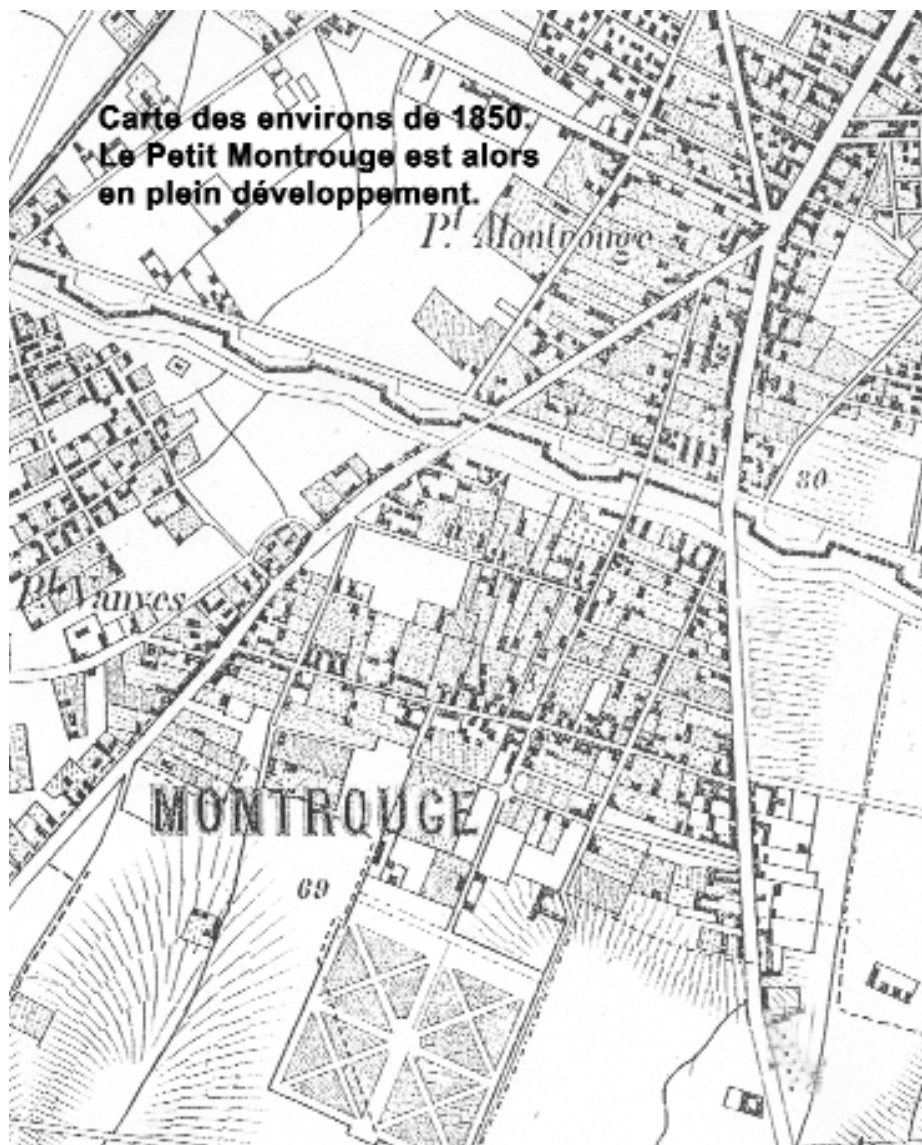 Carte des environs de 1850.
Le Petit Montrouge est alors
en plein développement.
Pt Montrouge
80
Pt Vanves
MONTROUGE
69